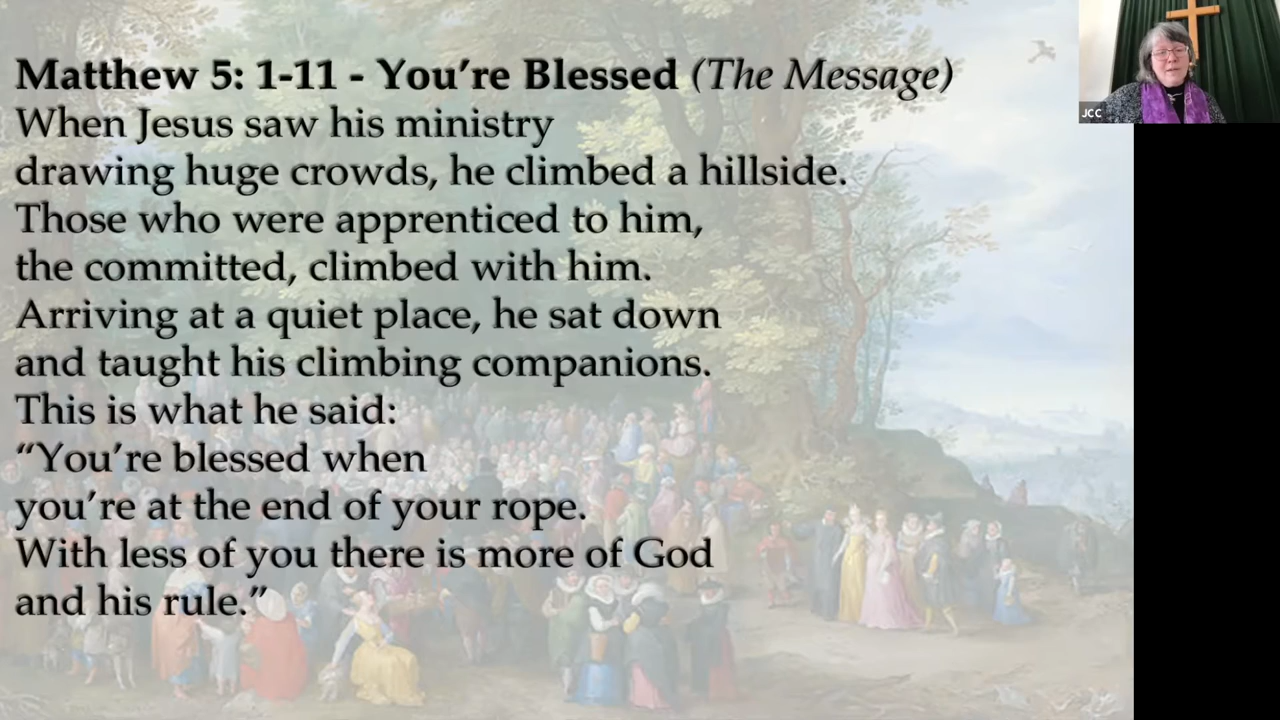 Matthew 5: 1-11 - You’re Blessed (The Message)
When Jesus saw his ministry
drawing huge crowds, he climbed a hillside.
Those who were apprenticed to him,
the committed, climbed with him.
Arriving at a quiet place, he sat down
and taught his climbing companions.
This is what he said:
“You’re blessed when
you’re at the end of your rope.
With less of you there is more of God
and his rule.”
JCC